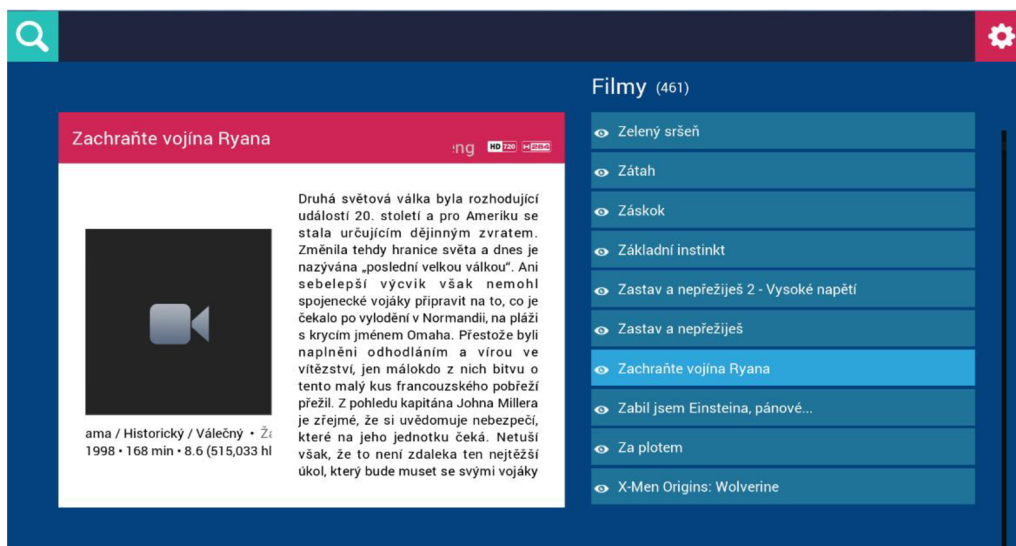 Filmy (461)
Zachraňte vojína Ryana
eng HD 720 H264
Druhá světová válka byla rozhodující
událostí 20. století a pro Ameriku se
stala určujícím dějinným zvratem.
Změnila tehdy hranice světa a dnes je
nazývána „poslední velkou válkou“. Ani
sebelepší výcvik však nemohl
spojenecké vojáky připravit na to, co je
čekalo po vylodění v Normandii, na pláži
s krycím jménem Omaha. Přestože byli
naplněni odhodláním a vírou ve
vítězství, jen málokdo z nich bitvu o
tento malý kus francouzského pobřeží
přežil. Z pohledu kapitána Johna Millera
je zřejmé, že si uvědomuje nebezpečí,
které na jeho jednotku čeká. Netuší
však, že to není zdaleka ten nejtěžší
úkol, který bude muset se svými vojáky
ama / Historický / Válečný • Ža
1998 • 168 min • 8.6 (515,033 hl
Zelený sršeň
Zátah
Záskok
Základní instinkt
Zastav a nepřežiješ 2 - Vysoké napětí
Zastav a nepřežiješ
Zachraňte vojína Ryana
Zabil jsem Einsteina, pánové...
Za plotem
X-Men Origins: Wolverine